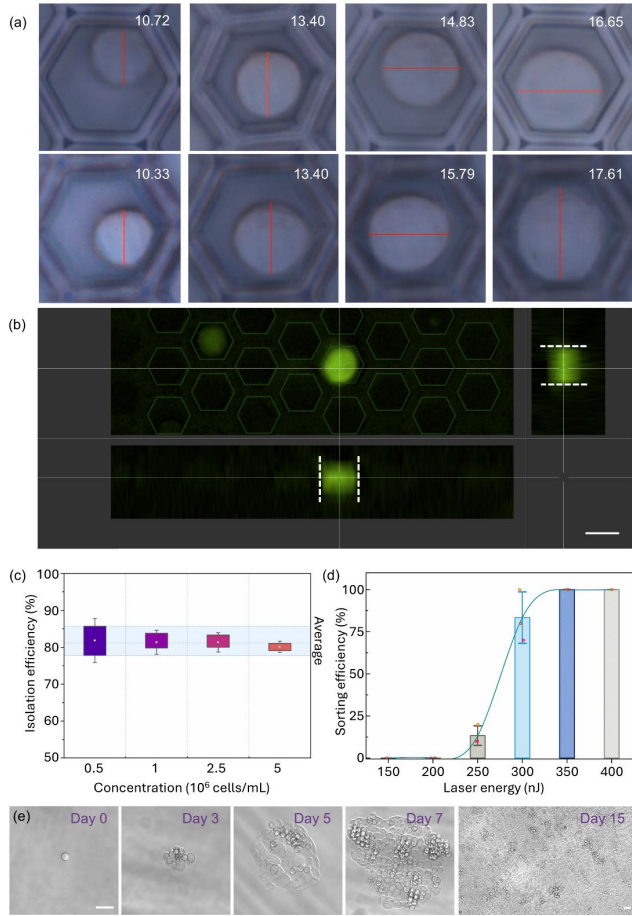 (a)
10.72
13.40
14.83
16.65
10.33
13.40
15.79
17.61
(b)
(c)
100
90
80
70
60
50
Isolation efficiency (%)
Average
0.5
1
2.5
5
Concentration (10⁶ cells/mL)
(d)
100
75
50
25
0
Sorting efficiency (%)
150
200
250
300
350
400
Laser energy (nJ)
(e)
Day 0
Day 3
Day 5
Day 7
Day 15